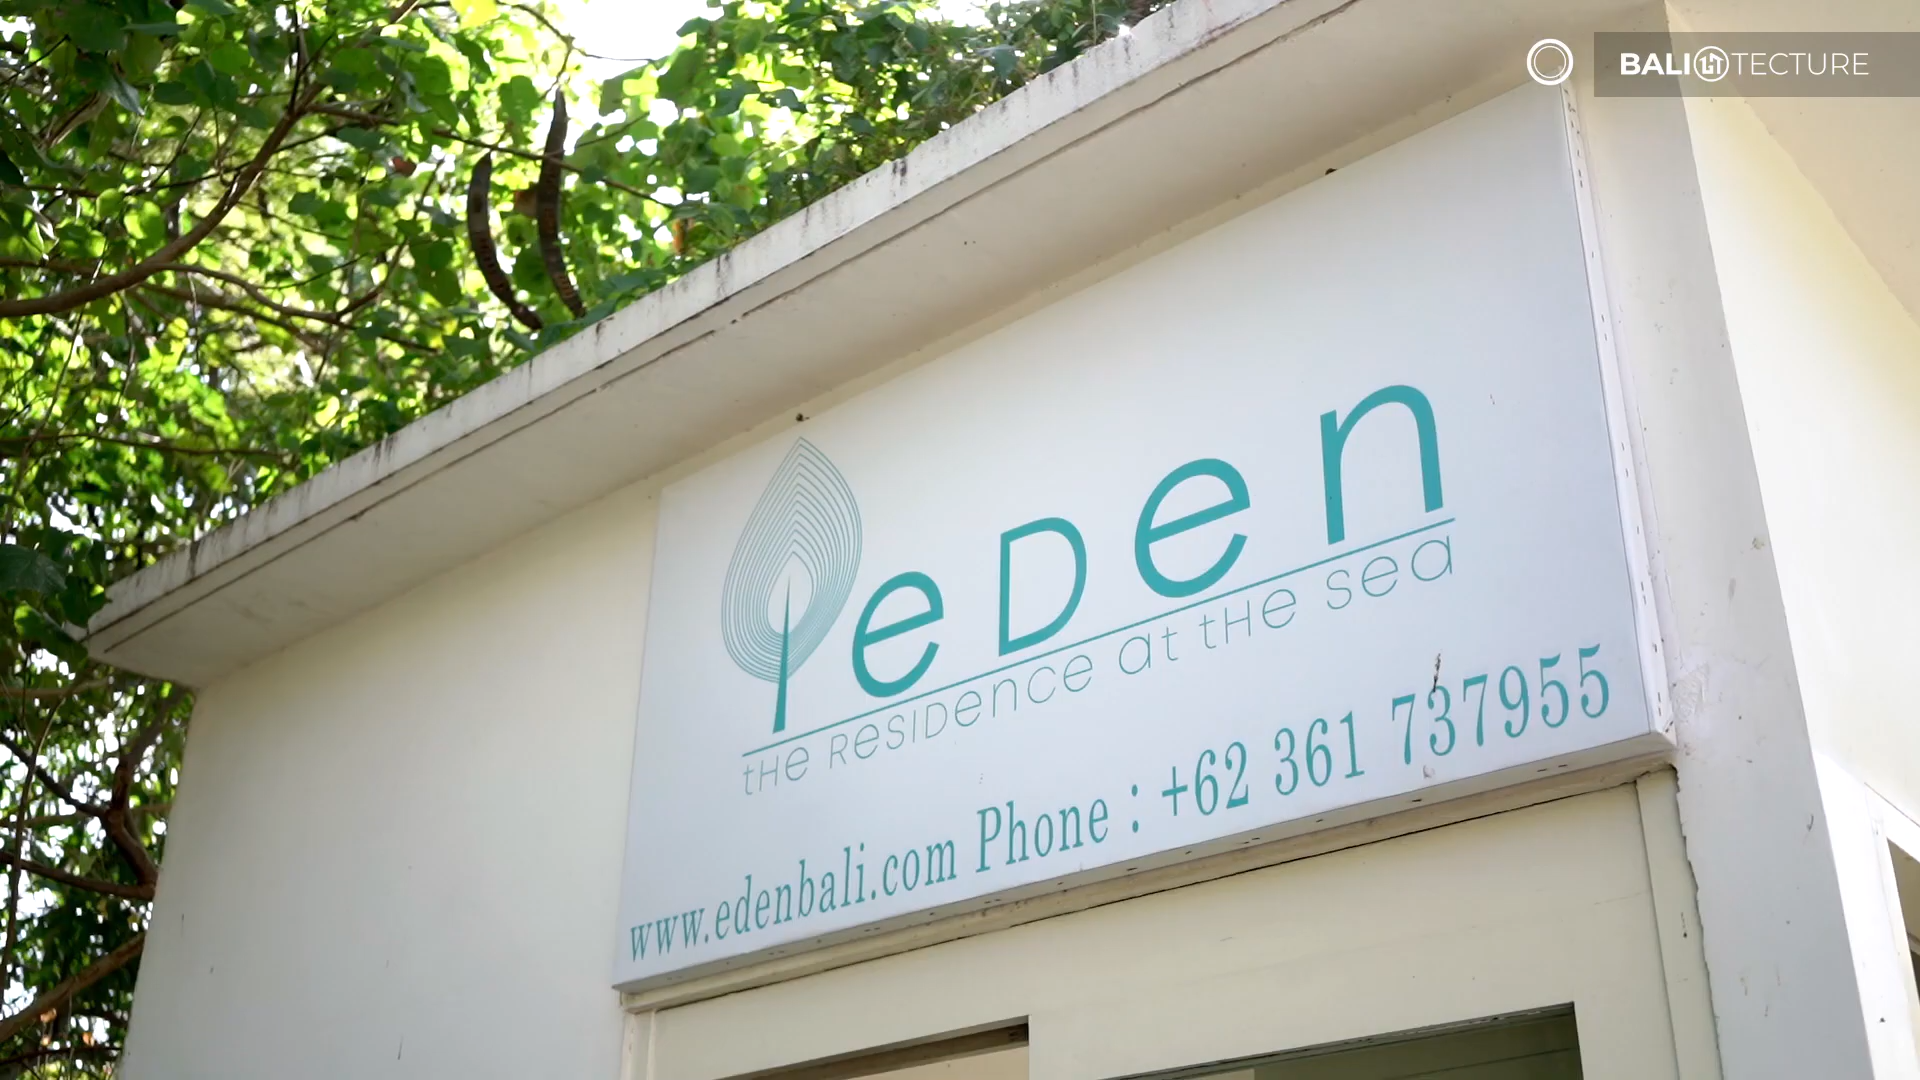 BALITECTURE
eDen
tHe ResiDence at tHe sea
www.edenbali.com Phone : +62 361 737955